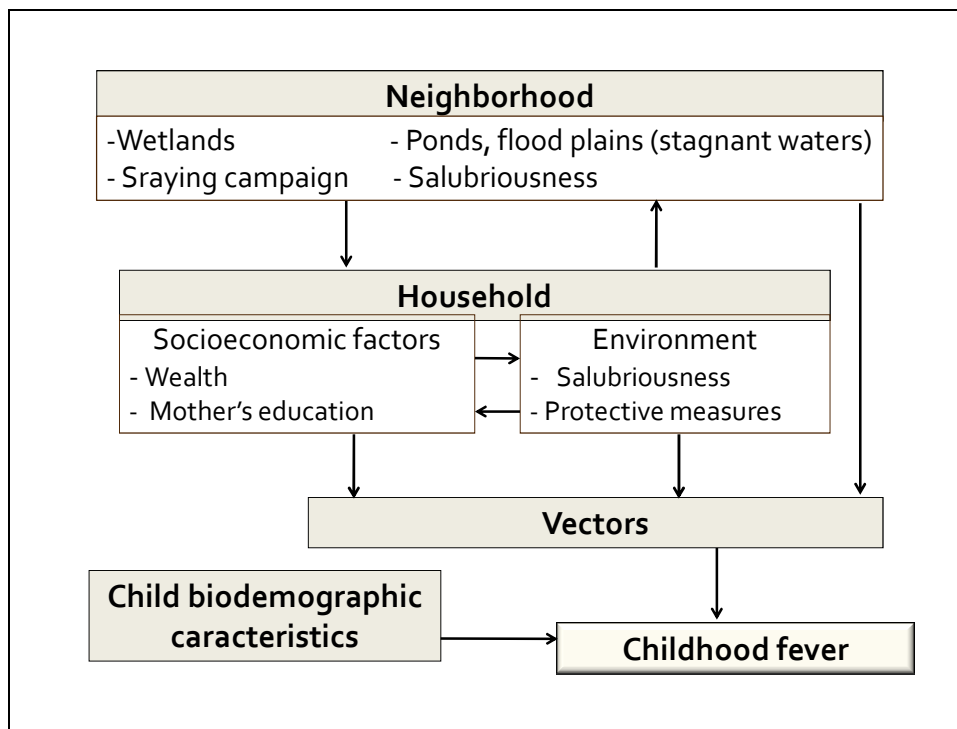 Neighborhood
-Wetlands - Ponds, flood plains (stagnant waters)
- Sraying campaign - Salubriousness
Household
Socioeconomic factors Environment
- Wealth - Salubriousness
- Mother's education - Protective measures
Vectors
Child biodemographic
caracteristics
Childhood fever